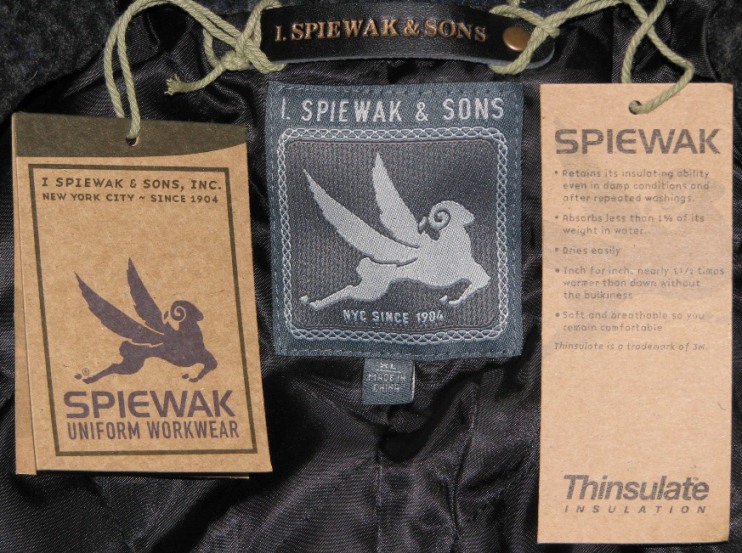 I. SPIEWAK & SONS
I. SPIEWAK & SONS
NYC SINCE 1904
XL
MADE IN
CHINA
I SPIEWAK & SONS, INC.
NEW YORK CITY ~ SINCE 1904
®
SPIEWAK
UNIFORM WORKWEAR
SPIEWAK
• Retains its insulating ability
even in damp conditions and
after repeated washings.
• Absorbs less than 1% of its
weight in water.
• Dries easily
• Inch for inch, nearly 1½ times
warmer than down without
the bulkiness
• Soft and breathable so you
remain comfortable
Thinsulate is a trademark of 3M.
Thinsulate
INSULATION